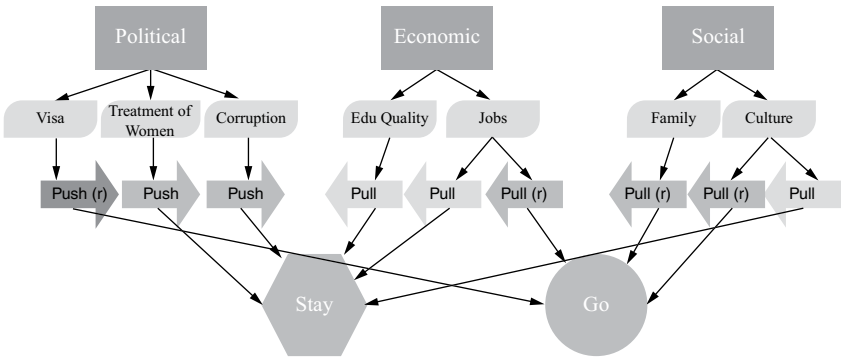 Political
Economic
Social
Visa
Treatment of
Women
Corruption
Edu Quality
Jobs
Family
Culture
Push (r)
Push
Push
Pull
Pull
Pull (r)
Pull (r)
Pull (r)
Pull
Stay
Go